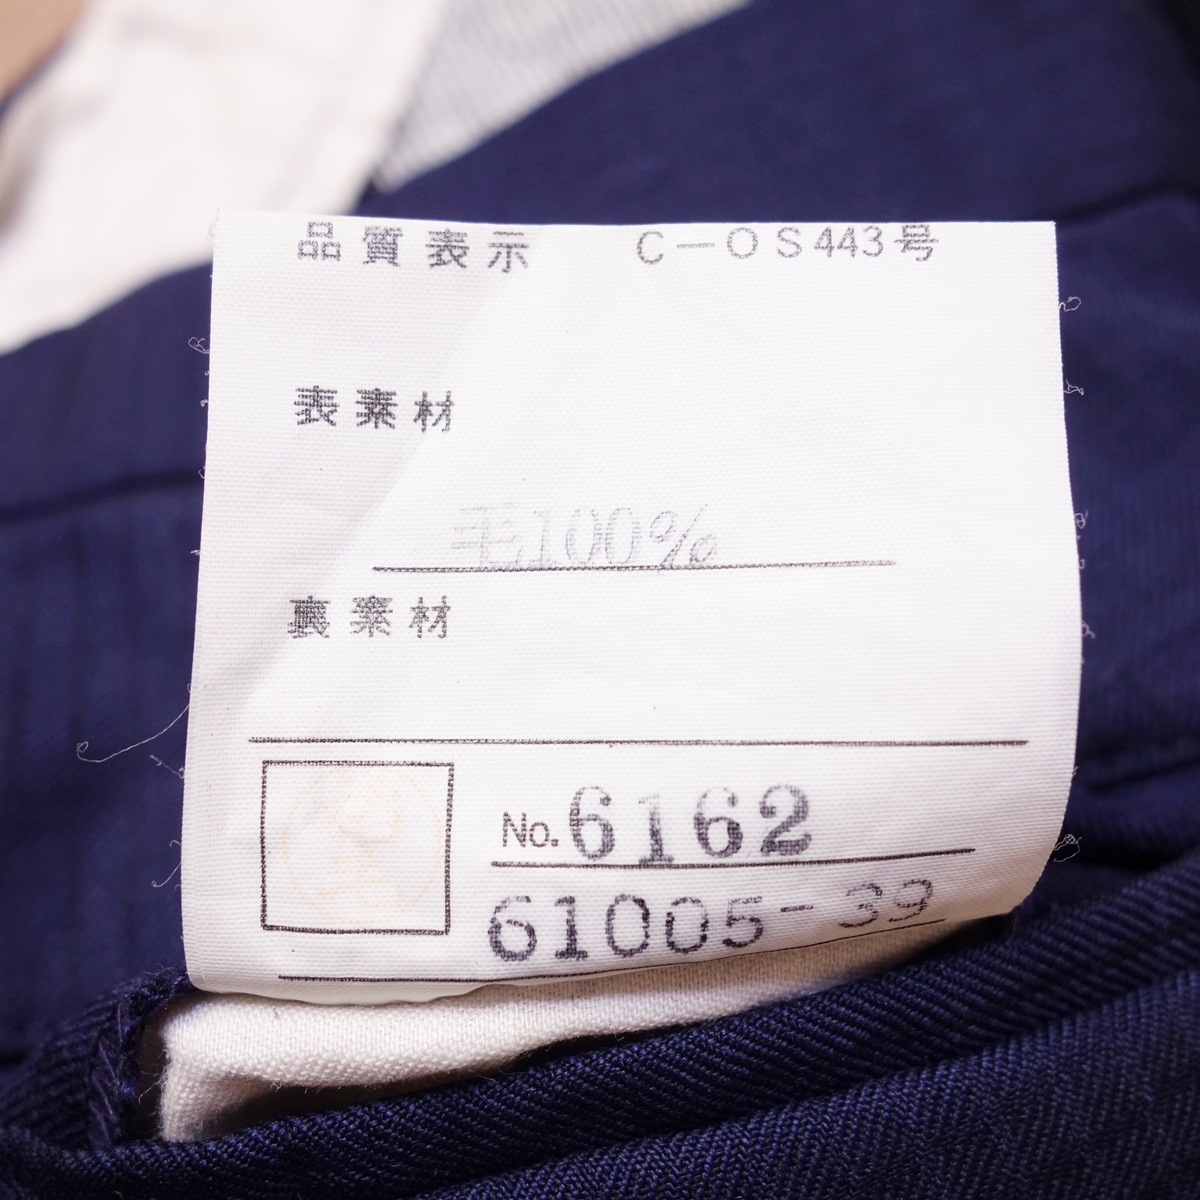 品質表示 C-OS443号
表素材
毛100%
裏素材
No. 6162
61005-39